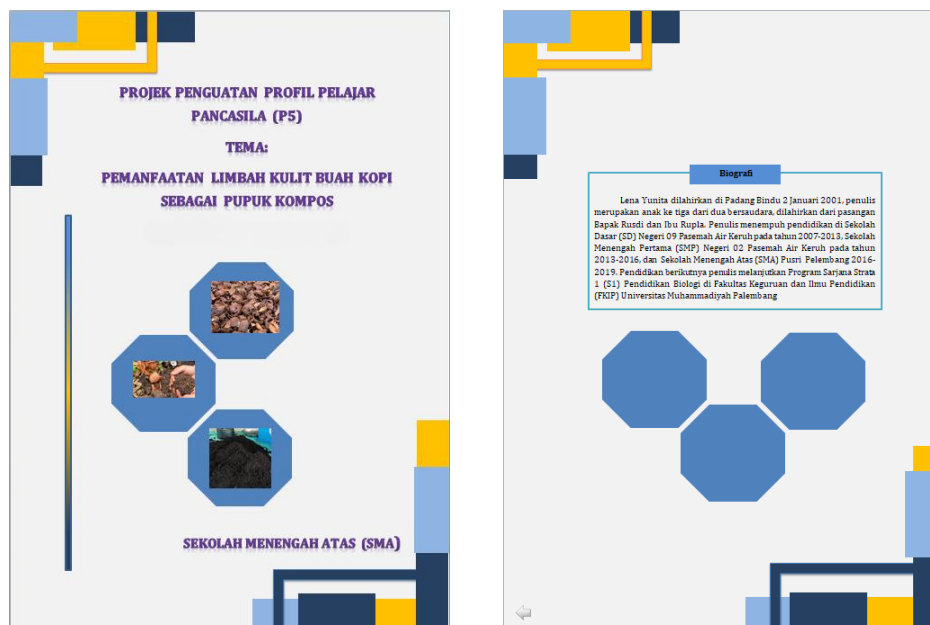 PROJEK PENGUATAN PROFIL PELAJAR
PANCASILA (P5)
TEMA:
PEMANFAATAN LIMBAH KULIT BUAH KOPI
SEBAGAI PUPUK KOMPOS
SEKOLAH MENENGAH ATAS (SMA)
Biografi
Lena Yunita dilahirkan di Padang Bindu 2 Januari 2001, penulis
merupakan anak ke tiga dari dua bersaudara, dilahirkan dari pasangan
Bapak Rusdi dan Ibu Rupla. Penulis menempuh pendidikan di Sekolah
Dasar (SD) Negeri 09 Pasemah Air Keruh pada tahun 2007-2013, Sekolah
Menengah Pertama (SMP) Negeri 02 Pasemah Air Keruh pada tahun
2013-2016, dan Sekolah Menengah Atas (SMA) Pusri Pelembang 2016-
2019. Pendidikan berikutnya penulis melanjutkan Program Sarjana Strata
1 (S1) Pendidikan Biologi di Fakultas Keguruan dan Ilmu Pendidikan
(FKIP) Universitas Muhammadiyah Palembang